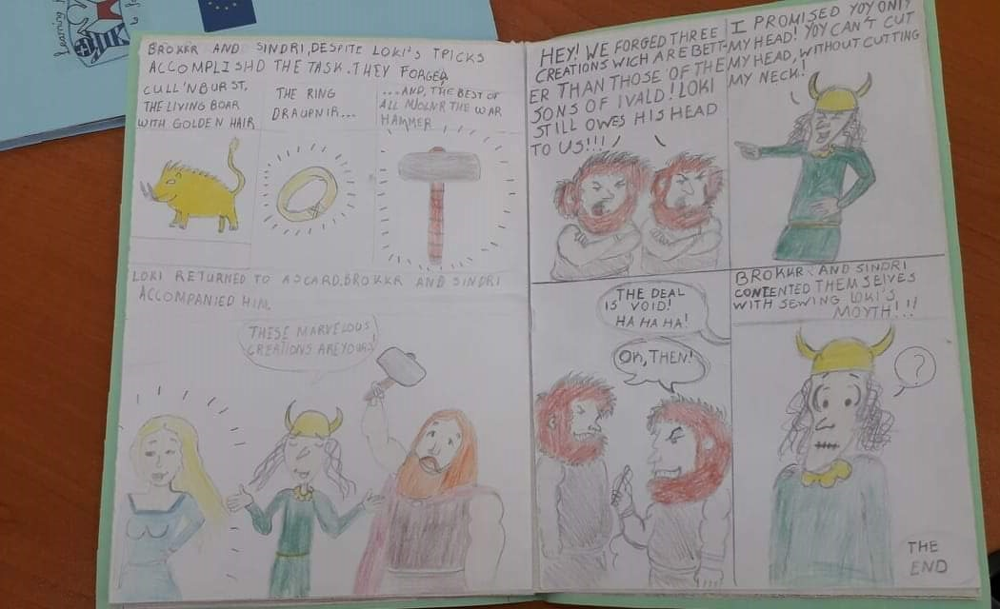 Learning
BROKKR AND SINDRI, DESPITE LOKI'S TPICKS
ACCOMPLISHD THE TASK. THEY FORGED
CULL'NBURST,
THE LIVING BOAR
WITH GOLDEN HAIR
THE RING
DRAUPNIR...
...AND, THE BEST OF
ALL MJOLNR THE WAR
HAMMER
LOKI RETURNED TO ASGARD. BROKKR AND SINDRI
ACCOMPANIED HIM.
THESE MARVELOUS
CREATIONS ARE YOURS!
HEY! WE FORGED THREE
CREATIONS WICH ARE BETT-
ER THAN THOSE OF THE
SONS OF IVALD! LOKI
STILL OWES HIS HEAD
TO US!!!
I PROMISED YOY ONLY
MY HEAD! YOY CAN'T CUT
MY HEAD, WITHOUT CUTTING
MY NECK!
THE DEAL
IS VOID!
HA HA HA!
Oh, THEN!
BROKKR AND SINDRI
CONTENTED THEMSELVES
WITH SEWING LOKI'S
MOYTH!!!
?
THE
END